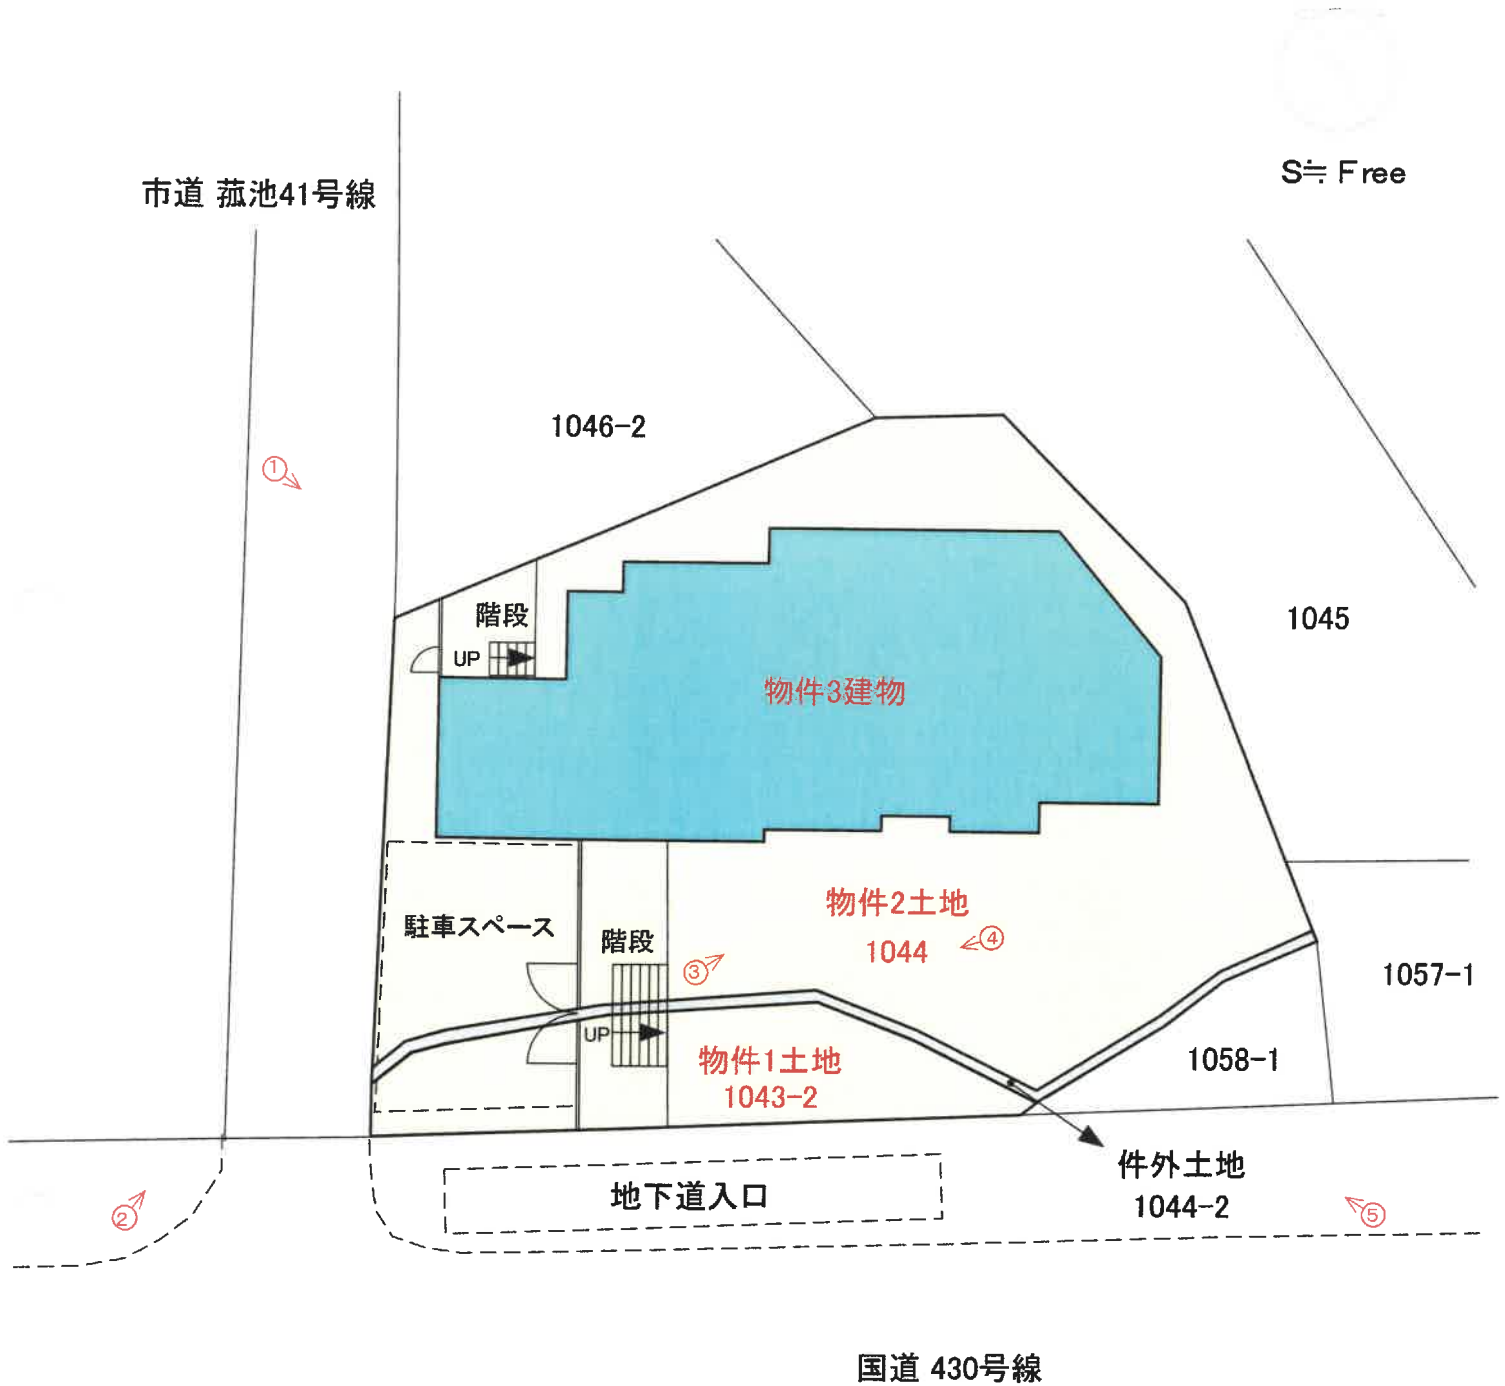 市道 菰池41号線
S≒Free
1046-2
①
階段
UP
1045
物件3建物
駐車スペース
階段
物件2土地
1044
③
④
UP
物件1土地
1043-2
1057-1
1058-1
件外土地
1044-2
地下道入口
②
⑤
国道 430号線